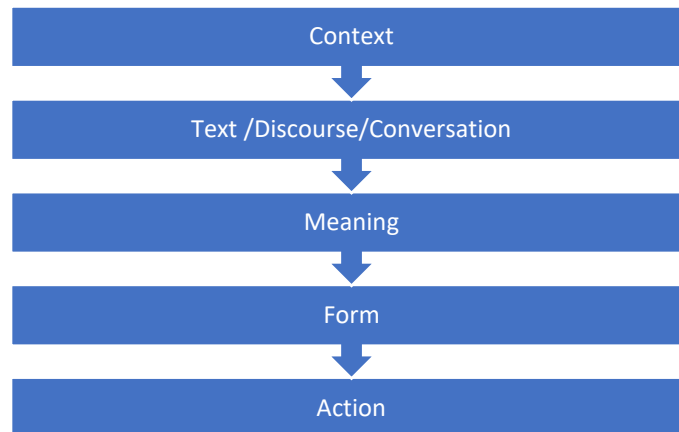 Context
Text /Discourse/Conversation
Meaning
Form
Action